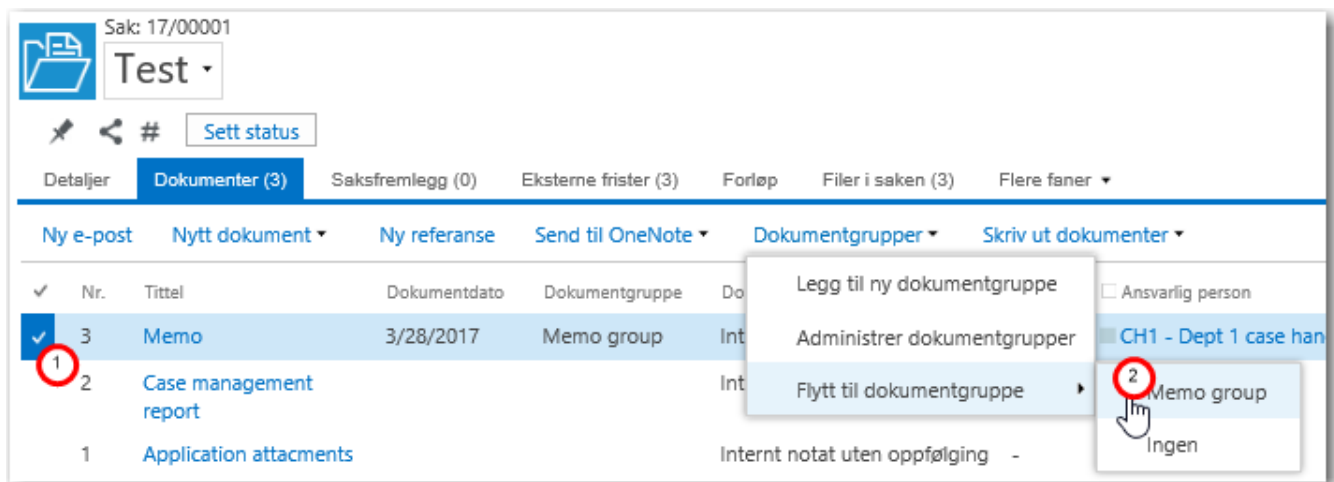 Sak: 17/00001
Test
# Sett status
Detaljer Dokumenter (3) Saksfremlegg (0) Eksterne frister (3) Forløp Filer i saken (3) Flere faner
Ny e-post Nytt dokument Ny referanse Send til OneNote Dokumentgrupper Skriv ut dokumenter
Nr. Tittel Dokumentdato Dokumentgruppe Do Legg til ny dokumentgruppe Ansvarlig person
3 Memo 3/28/2017 Memo group Int Administrer dokumentgrupper CH1 - Dept 1 case han
1
2 Case management Int Flytt til dokumentgruppe 2 Memo group
report
1 Application attacments Internt notat uten oppfølging - Ingen